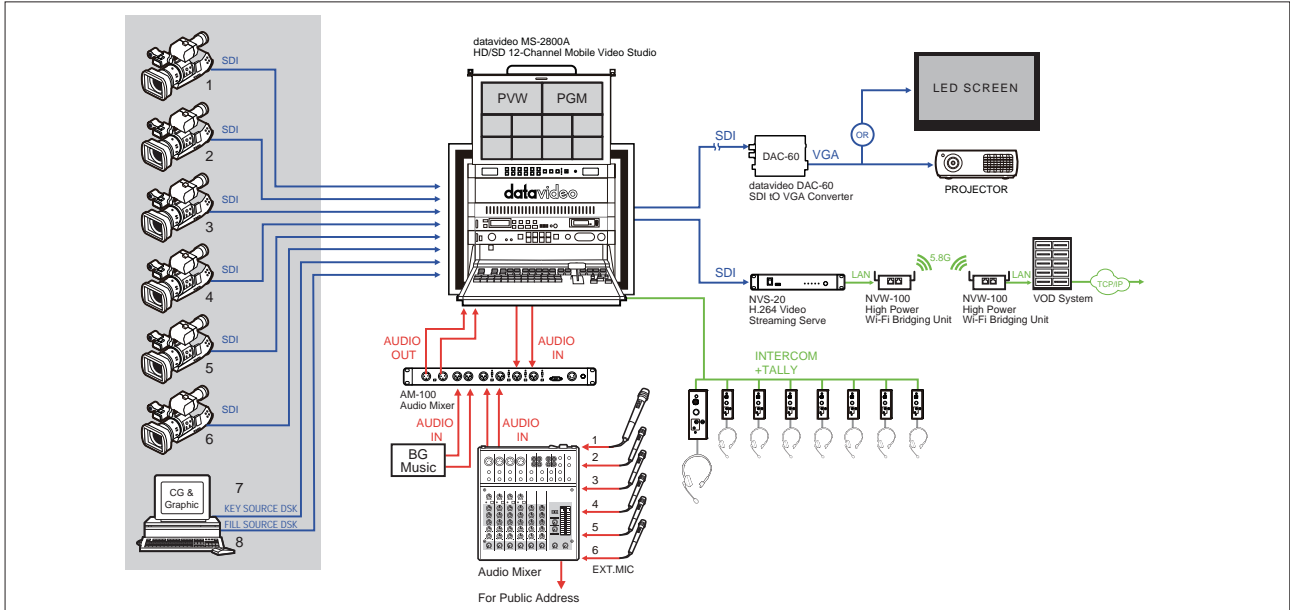 datavideo MS-2800A
HD/SD 12-Channel Mobile Video Studio
SDI
1
SDI
2
SDI
3
SDI
4
SDI
5
SDI
6
CG &
Graphic
7
KEY SOURCE DSK
FILL SOURCE DSK
8
PVW
PGM
datavideo
SDI
DAC-60
VGA
datavideo DAC-60
SDI tO VGA Converter
OR
LED SCREEN
PROJECTOR
SDI
NVS-20
H.264 Video
Streaming Serve
LAN
NVW-100
High Power
Wi-Fi Bridging Unit
5.8G
NVW-100
High Power
Wi-Fi Bridging Unit
LAN
VOD System
TCP/IP
INTERCOM
+TALLY
AUDIO
OUT
AUDIO
IN
AM-100
Audio Mixer
AUDIO
IN
AUDIO
IN
BG
Music
1
2
3
4
5
6
EXT.MIC
Audio Mixer
For Public Address